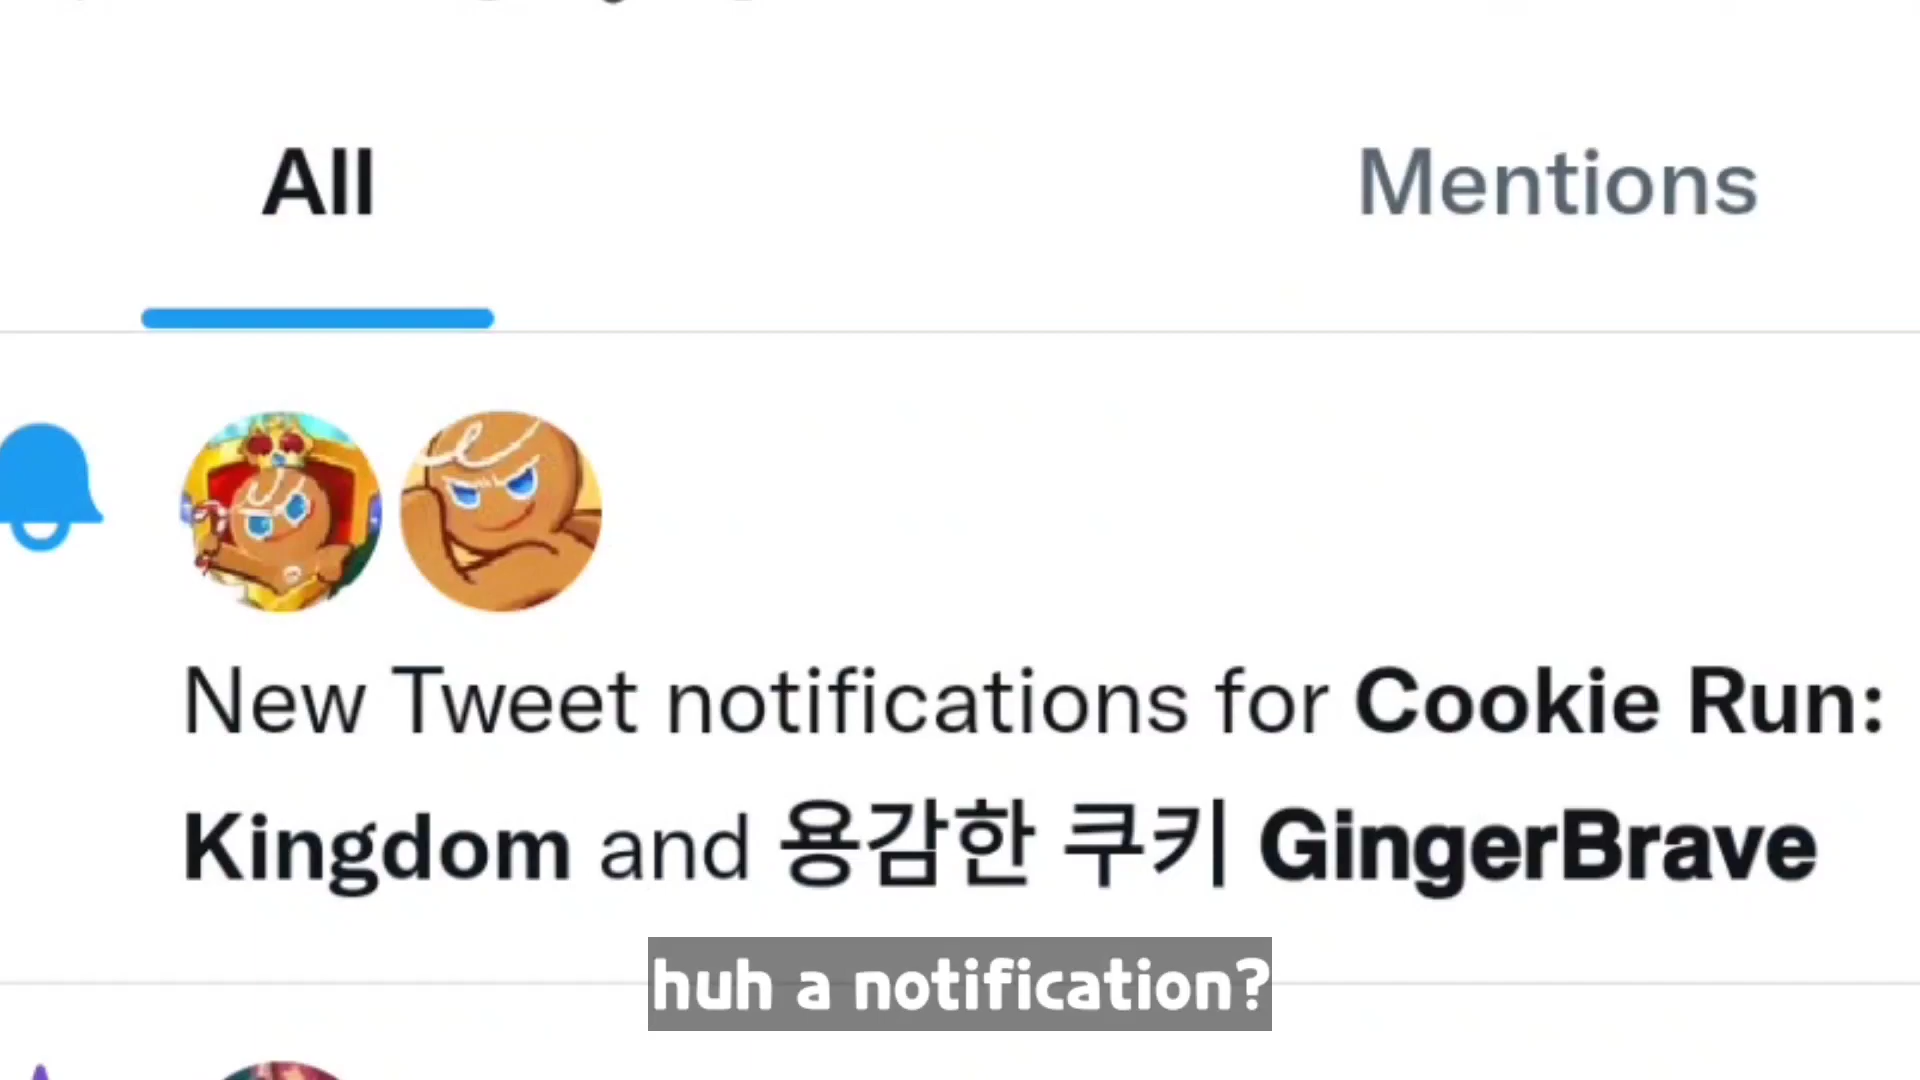 All
Mentions
New Tweet notifications for Cookie Run:
Kingdom and 용감한 쿠키 GingerBrave
huh a notification?